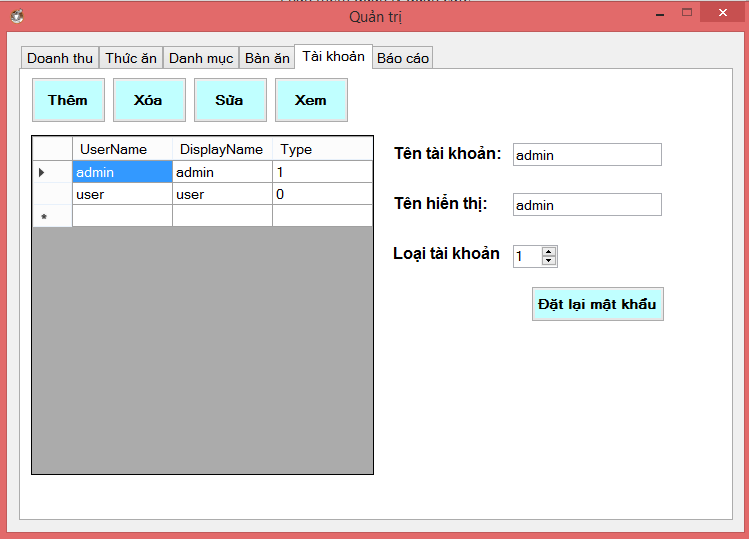 Quản trị
Doanh thu Thức ăn Danh mục Bàn ăn Tài khoản Báo cáo
Thêm Xóa Sửa Xem
UserName DisplayName Type
admin admin 1
user user 0
Tên tài khoản: admin
Tên hiển thị: admin
Loại tài khoản 1
Đặt lại mật khẩu